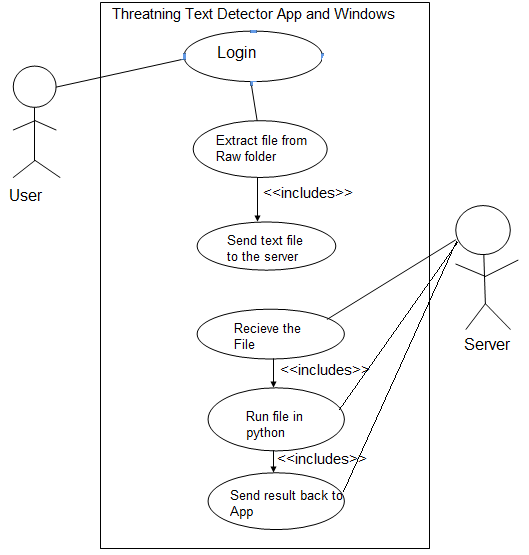 Threatning Text Detector App and Windows
Login
Extract file from
Raw folder
User
<<includes>>
Send text file
to the server
Recieve the
File
Server
<<includes>>
Run file in
python
<<includes>>
Send result back to
App